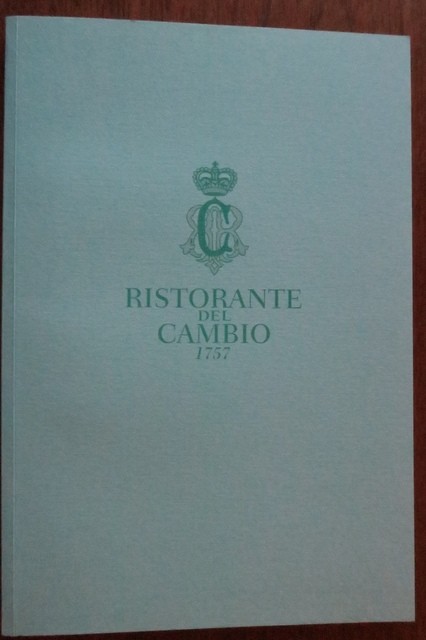 RISTORANTE
DEL
CAMBIO
1757